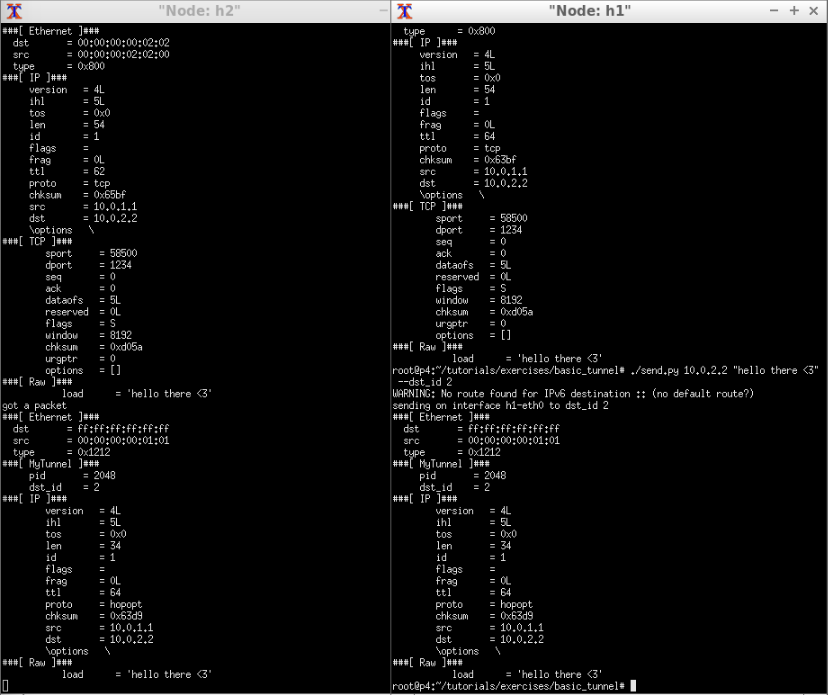 "Node: h2"
###[ Ethernet ]###
dst = 00:00:00:00:02:02
src = 00:00:00:02:02:00
type = 0x800
###[ IP ]###
version = 4L
ihl = 5L
tos = 0x0
len = 54
id = 1
flags =
frag = 0L
ttl = 62
proto = tcp
chksum = 0x65bf
src = 10.0.1.1
dst = 10.0.2.2
\options \
###[ TCP ]###
sport = 58500
dport = 1234
seq = 0
ack = 0
dataofs = 5L
reserved = 0L
flags = S
window = 8192
chksum = 0xd05a
urgptr = 0
options = []
###[ Raw ]###
load = 'hello there <3'
got a packet
###[ Ethernet ]###
dst = ff:ff:ff:ff:ff:ff
src = 00:00:00:00:01:01
type = 0x1212
###[ MyTunnel ]###
pid = 2048
dst_id = 2
###[ IP ]###
version = 4L
ihl = 5L
tos = 0x0
len = 34
id = 1
flags =
frag = 0L
ttl = 64
proto = hopopt
chksum = 0x63d9
src = 10.0.1.1
dst = 10.0.2.2
\options \
###[ Raw ]###
load = 'hello there <3'
"Node: h1"
type = 0x800
###[ IP ]###
version = 4L
ihl = 5L
tos = 0x0
len = 54
id = 1
flags =
frag = 0L
ttl = 64
proto = tcp
chksum = 0x63bf
src = 10.0.1.1
dst = 10.0.2.2
\options \
###[ TCP ]###
sport = 58500
dport = 1234
seq = 0
ack = 0
dataofs = 5L
reserved = 0L
flags = S
window = 8192
chksum = 0xd05a
urgptr = 0
options = []
###[ Raw ]###
load = 'hello there <3'
root@p4:~/tutorials/exercises/basic_tunnel# ./send.py 10.0.2.2 "hello there <3"
--dst_id 2
WARNING: No route found for IPv6 destination :: (no default route?)
sending on interface h1-eth0 to dst_id 2
###[ Ethernet ]###
dst = ff:ff:ff:ff:ff:ff
src = 00:00:00:00:01:01
type = 0x1212
###[ MyTunnel ]###
pid = 2048
dst_id = 2
###[ IP ]###
version = 4L
ihl = 5L
tos = 0x0
len = 34
id = 1
flags =
frag = 0L
ttl = 64
proto = hopopt
chksum = 0x63d9
src = 10.0.1.1
dst = 10.0.2.2
\options \
###[ Raw ]###
load = 'hello there <3'
root@p4:~/tutorials/exercises/basic_tunnel#